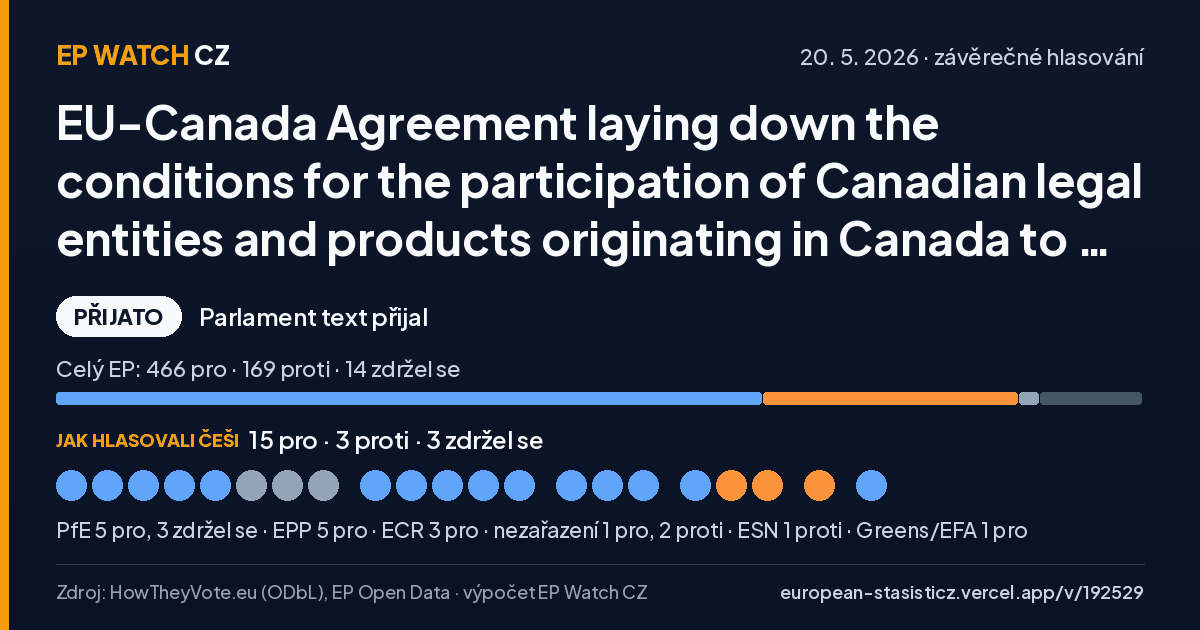 EP WATCH CZ
20. 5. 2026 · závěrečné hlasování
EU–Canada Agreement laying down the
conditions for the participation of Canadian legal
entities and products originating in Canada to …
PŘIJATO Parlament text přijal
Celý EP: 466 pro · 169 proti · 14 zdržel se
JAK HLASOVALI ČEŠI 15 pro · 3 proti · 3 zdržel se
PfE 5 pro, 3 zdržel se · EPP 5 pro · ECR 3 pro · nezařazení 1 pro, 2 proti · ESN 1 proti · Greens/EFA 1 pro
Zdroj: HowTheyVote.eu (ODbL), EP Open Data · výpočet EP Watch CZ
european-stasisticz.vercel.app/v/192529